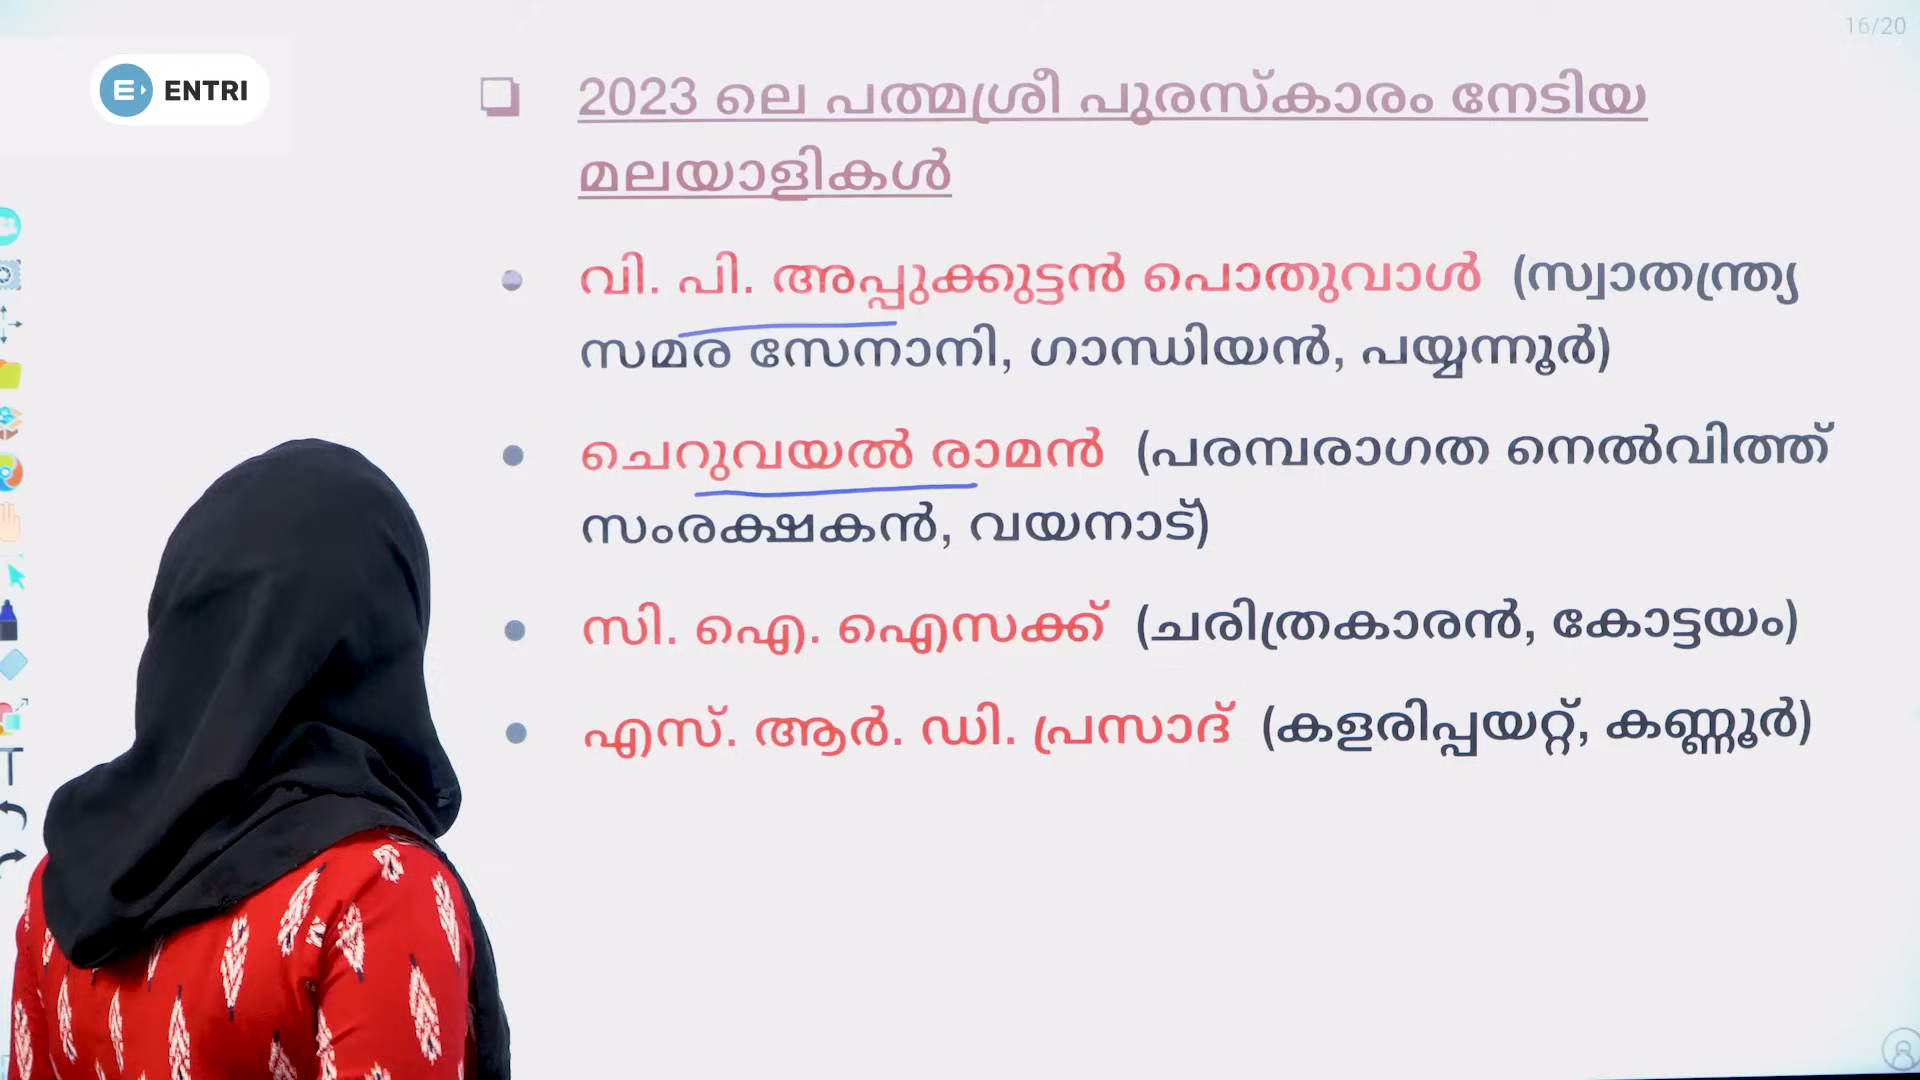 16/20
ENTRI
2023 ലെ പത്മശ്രീ പുരസ്കാരം നേടിയ
മലയാളികൾ
വി. പി. അപ്പുക്കുട്ടൻ പൊതുവാൾ (സ്വാതന്ത്ര്യ
സമര സേനാനി, ഗാന്ധിയൻ, പയ്യന്നൂർ)
ചെറുവയൽ രാമൻ (പരമ്പരാഗത നെൽവിത്ത്
സംരക്ഷകൻ, വയനാട്)
സി. ഐ. ഐസക്ക് (ചരിത്രകാരൻ, കോട്ടയം)
എസ്. ആർ. ഡി. പ്രസാദ് (കളരിപ്പയറ്റ്, കണ്ണൂർ)